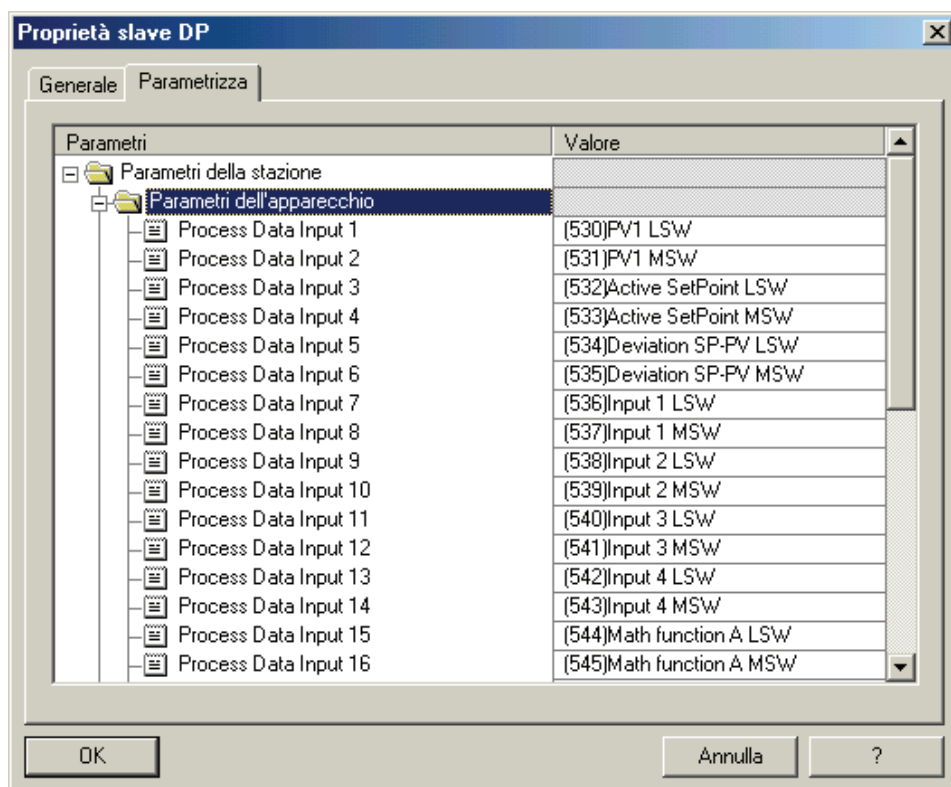 Proprietà slave DP
Generale Parametrizza
Parametri Valore
Parametri della stazione
Parametri dell'apparecchio
Process Data Input 1 (530)PV1 LSW
Process Data Input 2 (531)PV1 MSW
Process Data Input 3 (532)Active SetPoint LSW
Process Data Input 4 (533)Active SetPoint MSW
Process Data Input 5 (534)Deviation SP-PV LSW
Process Data Input 6 (535)Deviation SP-PV MSW
Process Data Input 7 (536)Input 1 LSW
Process Data Input 8 (537)Input 1 MSW
Process Data Input 9 (538)Input 2 LSW
Process Data Input 10 (539)Input 2 MSW
Process Data Input 11 (540)Input 3 LSW
Process Data Input 12 (541)Input 3 MSW
Process Data Input 13 (542)Input 4 LSW
Process Data Input 14 (543)Input 4 MSW
Process Data Input 15 (544)Math function A LSW
Process Data Input 16 (545)Math function A MSW
OK Annulla ?